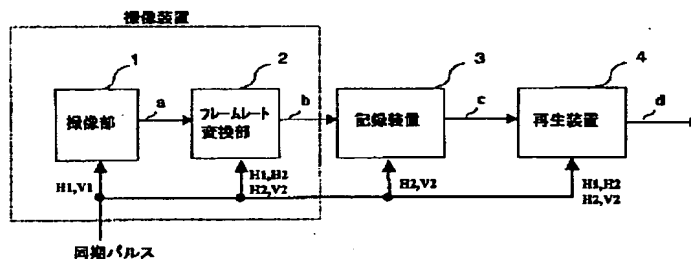 撮像装置
1
2
3
4
撮像部
a
フレームレート
変換部
b
記録装置
c
再生装置
d
H1,V1
H1,H2
H2,V2
H2,V2
H1,H2
H2,V2
同期パルス